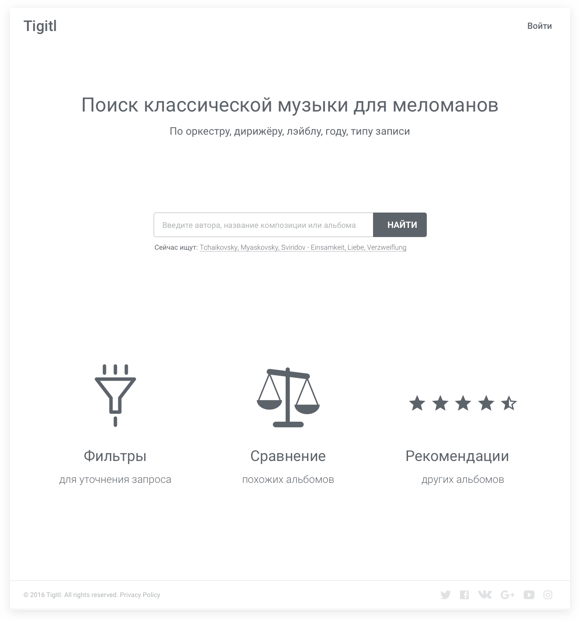 Tigitl
Войти
Поиск классической музыки для меломанов
По оркестру, дирижёру, лэйблу, году, типу записи
Введите автора, название композиции или альбома
НАЙТИ
Сейчас ищут: Tchaikovsky; Myaskovsky, Sviridov - Einsamkeit, Liebe, Verzweiflung
Фильтры
для уточнения запроса
Сравнение
похожих альбомов
Рекомендации
других альбомов
© 2016 Tigitl. All rights reserved. Privacy Policy